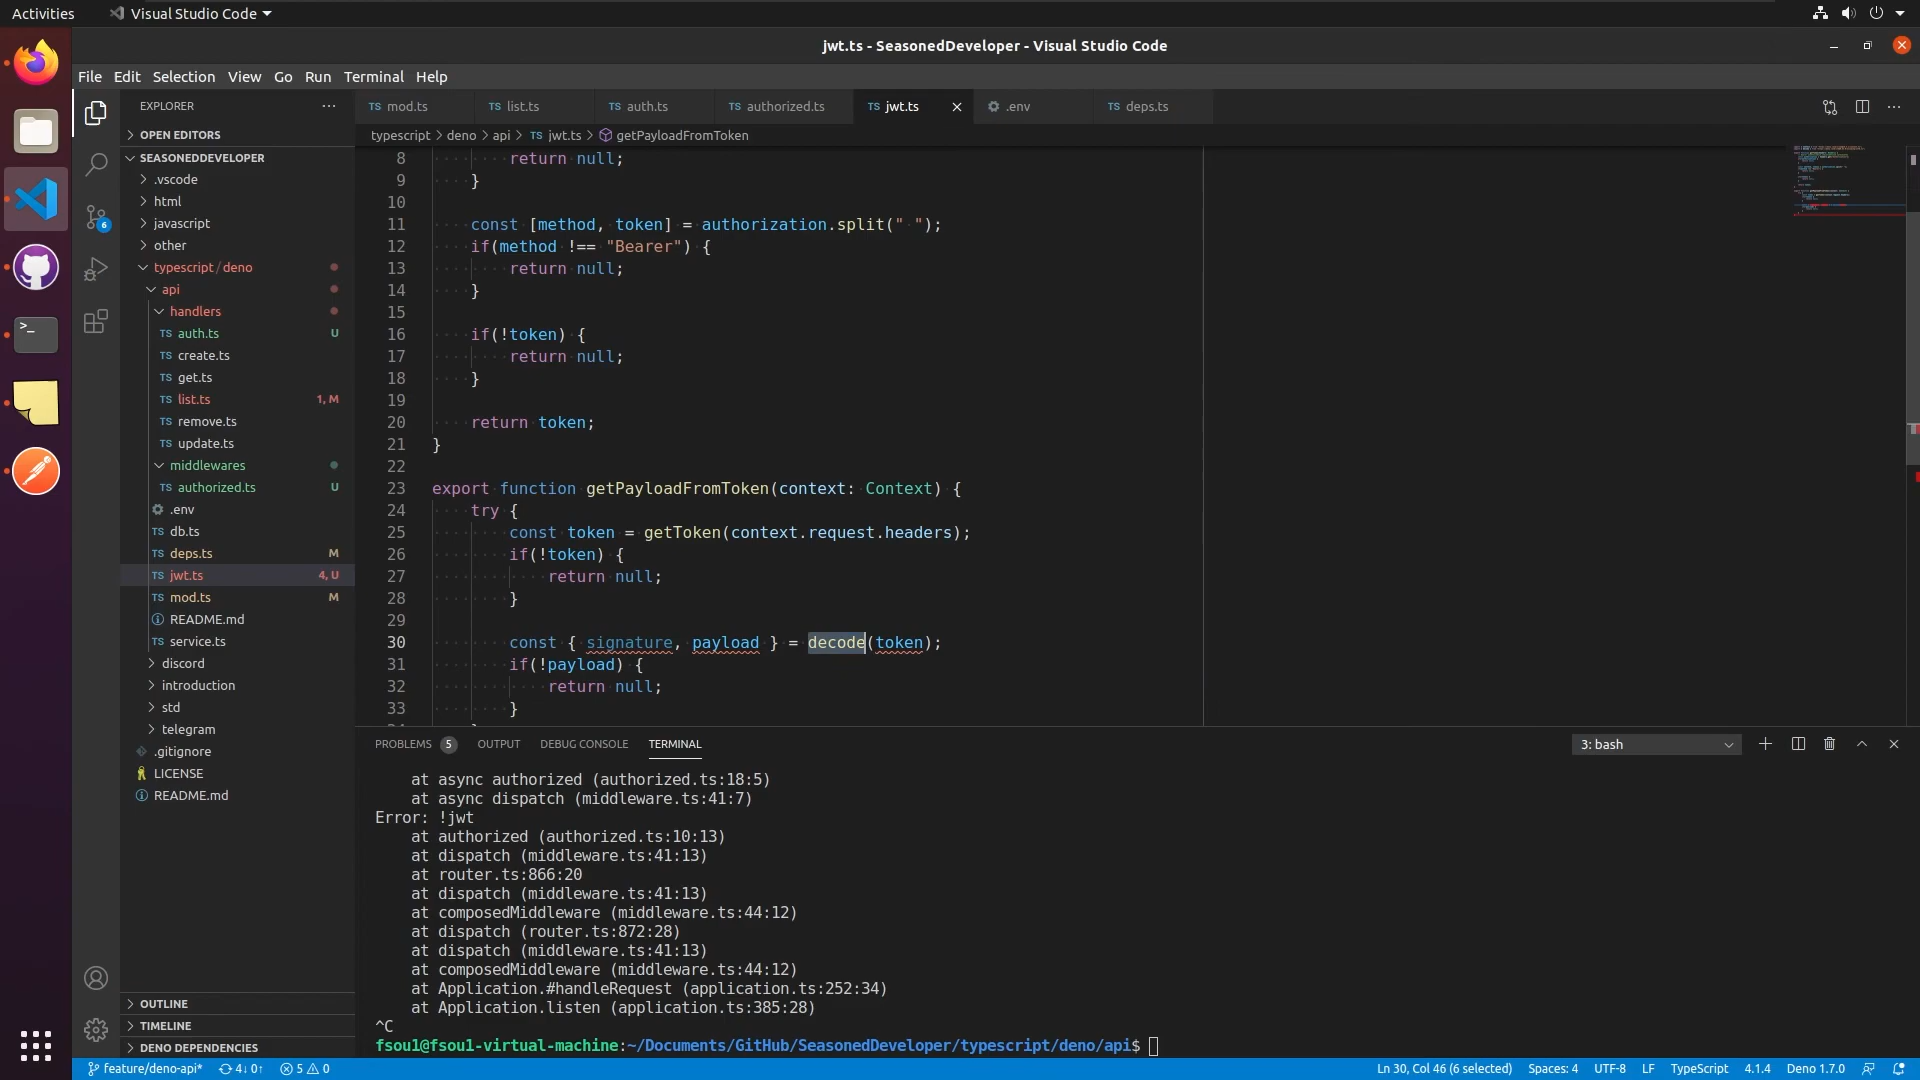 Activities
Visual Studio Code
jwt.ts - SeasonedDeveloper - Visual Studio Code
File Edit Selection View Go Run Terminal Help
EXPLORER
OPEN EDITORS
SEASONEDDEVELOPER
.vscode
html
javascript
other
typescript / deno
api
handlers
TS auth.ts U
TS create.ts
TS get.ts
TS list.ts 1, M
TS remove.ts
TS update.ts
middlewares
TS authorized.ts U
.env
TS db.ts
TS deps.ts M
TS jwt.ts 4, U
TS mod.ts M
README.md
TS service.ts
discord
introduction
std
telegram
.gitignore
LICENSE
README.md
OUTLINE
TIMELINE
DENO DEPENDENCIES
6
TS mod.ts TS list.ts TS auth.ts TS authorized.ts TS jwt.ts .env TS deps.ts
typescript > deno > api > TS jwt.ts > getPayloadFromToken
8 return null;
9 }
10
11 const [method, token] = authorization.split(" ");
12 if(method !== "Bearer") {
13 return null;
14 }
15
16 if(!token) {
17 return null;
18 }
19
20 return token;
21 }
22
23 export function getPayloadFromToken(context: Context) {
24 try {
25 const token = getToken(context.request.headers);
26 if(!token) {
27 return null;
28 }
29
30 const { signature, payload } = decode(token);
31 if(!payload) {
32 return null;
33 }
PROBLEMS 5 OUTPUT DEBUG CONSOLE TERMINAL
3: bash
at async authorized (authorized.ts:18:5)
at async dispatch (middleware.ts:41:7)
Error: !jwt
at authorized (authorized.ts:10:13)
at dispatch (middleware.ts:41:13)
at router.ts:866:20
at dispatch (middleware.ts:41:13)
at composedMiddleware (middleware.ts:44:12)
at dispatch (router.ts:872:28)
at dispatch (middleware.ts:41:13)
at composedMiddleware (middleware.ts:44:12)
at Application.#handleRequest (application.ts:252:34)
at Application.listen (application.ts:385:28)
^C
fsou1@fsou1-virtual-machine:~/Documents/GitHub/SeasonedDeveloper/typescript/deno/api$
feature/deno-api* 4↓ 0↑ 5 0
Ln 30, Col 46 (6 selected) Spaces: 4 UTF-8 LF TypeScript 4.1.4 Deno 1.7.0